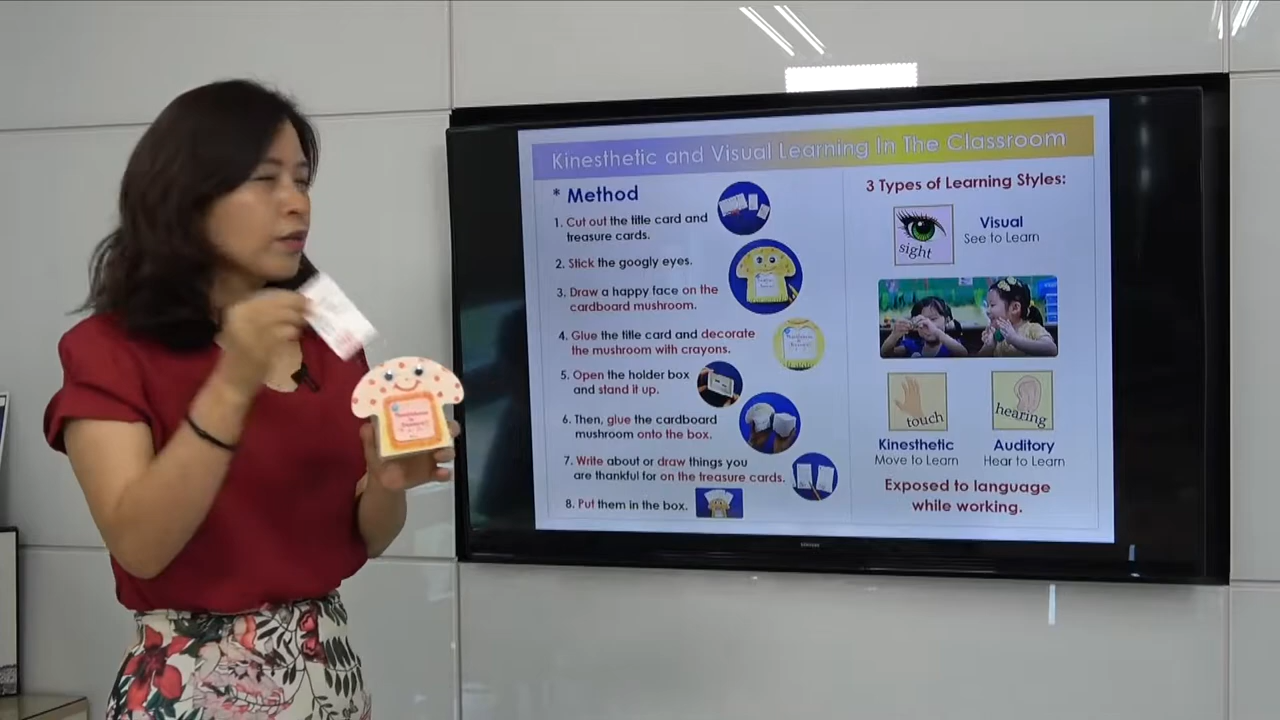 Kinesthetic and Visual Learning In The Classroom
* Method
1. Cut out the title card and
treasure cards.
2. Stick the googly eyes.
3. Draw a happy face on the
cardboard mushroom.
4. Glue the title card and decorate
the mushroom with crayons.
5. Open the holder box
and stand it up.
6. Then, glue the cardboard
mushroom onto the box.
7. Write about or draw things you
are thankful for on the treasure cards.
8. Put them in the box.
3 Types of Learning Styles:
sight
Visual
See to Learn
touch
hearing
Kinesthetic
Move to Learn
Auditory
Hear to Learn
Exposed to language
while working.
SAMSUNG